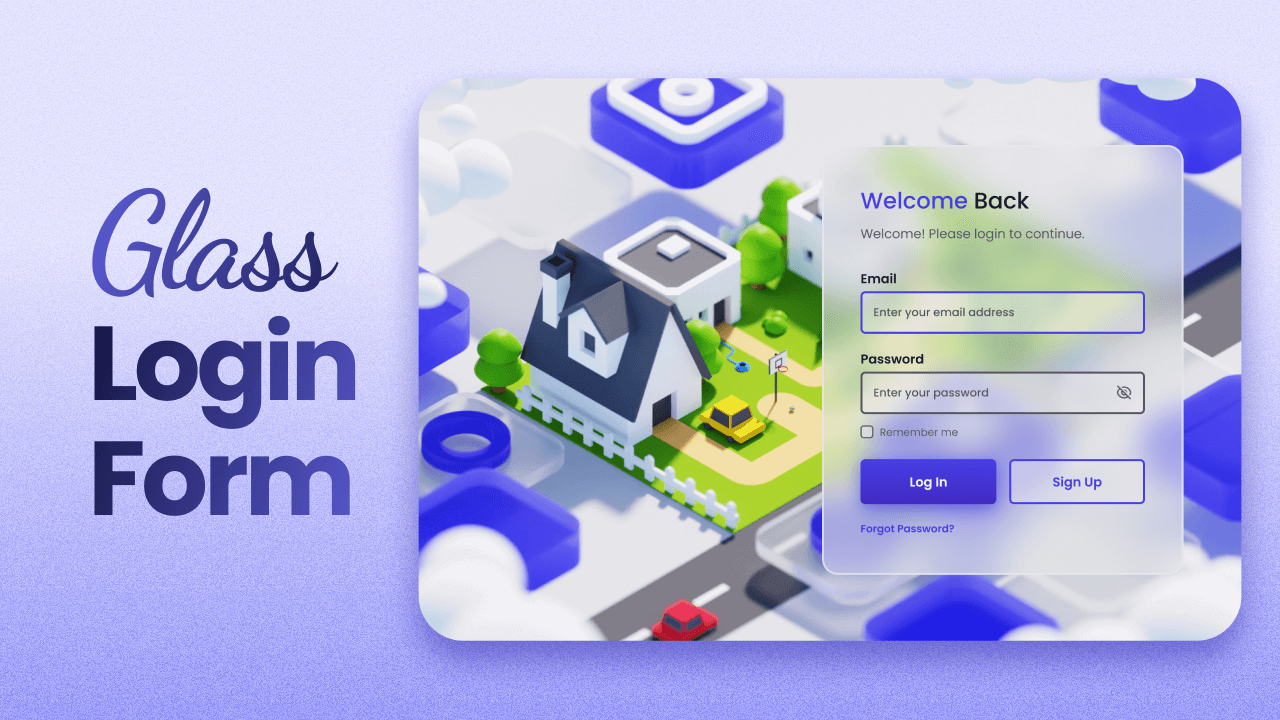 Glass
Login
Form
Welcome Back
Welcome! Please login to continue.
Email
Enter your email address
Password
Enter your password
Remember me
Log In
Sign Up
Forgot Password?